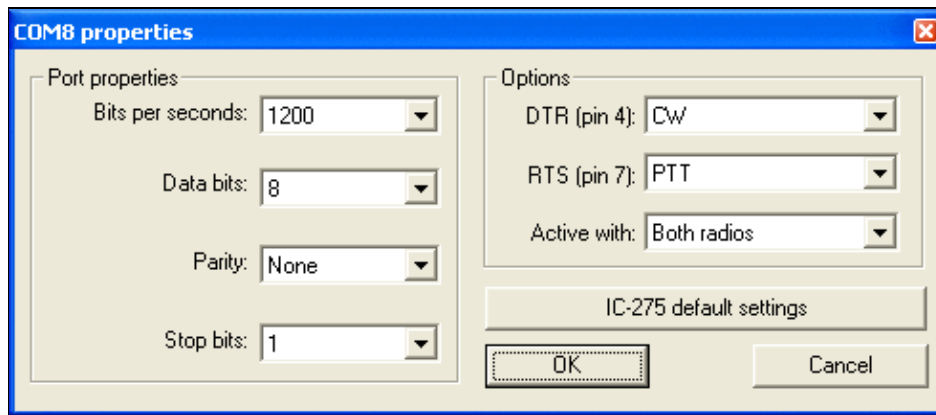 COM8 properties
Port properties
Bits per seconds: 1200
Data bits: 8
Parity: None
Stop bits: 1
Options
DTR (pin 4): CW
RTS (pin 7): PTT
Active with: Both radios
IC-275 default settings
OK
Cancel